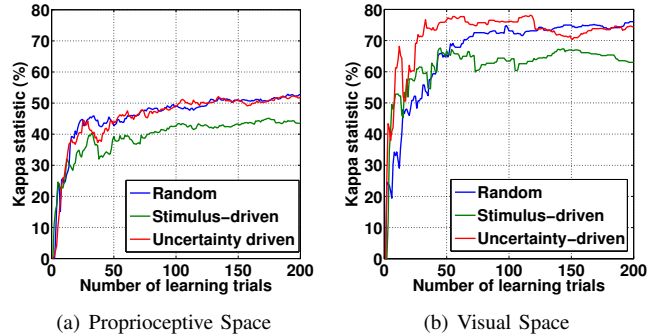 Kappa statistic (%)
80
70
60
50
40
30
20
10
0
0 50 100 150 200
Number of learning trials
Random
Stimulus-driven
Uncertainty driven
(a) Proprioceptive Space
Kappa statistic (%)
80
70
60
50
40
30
20
10
0
0 50 100 150 200
Number of learning trials
Random
Stimulus-driven
Uncertainty-driven
(b) Visual Space